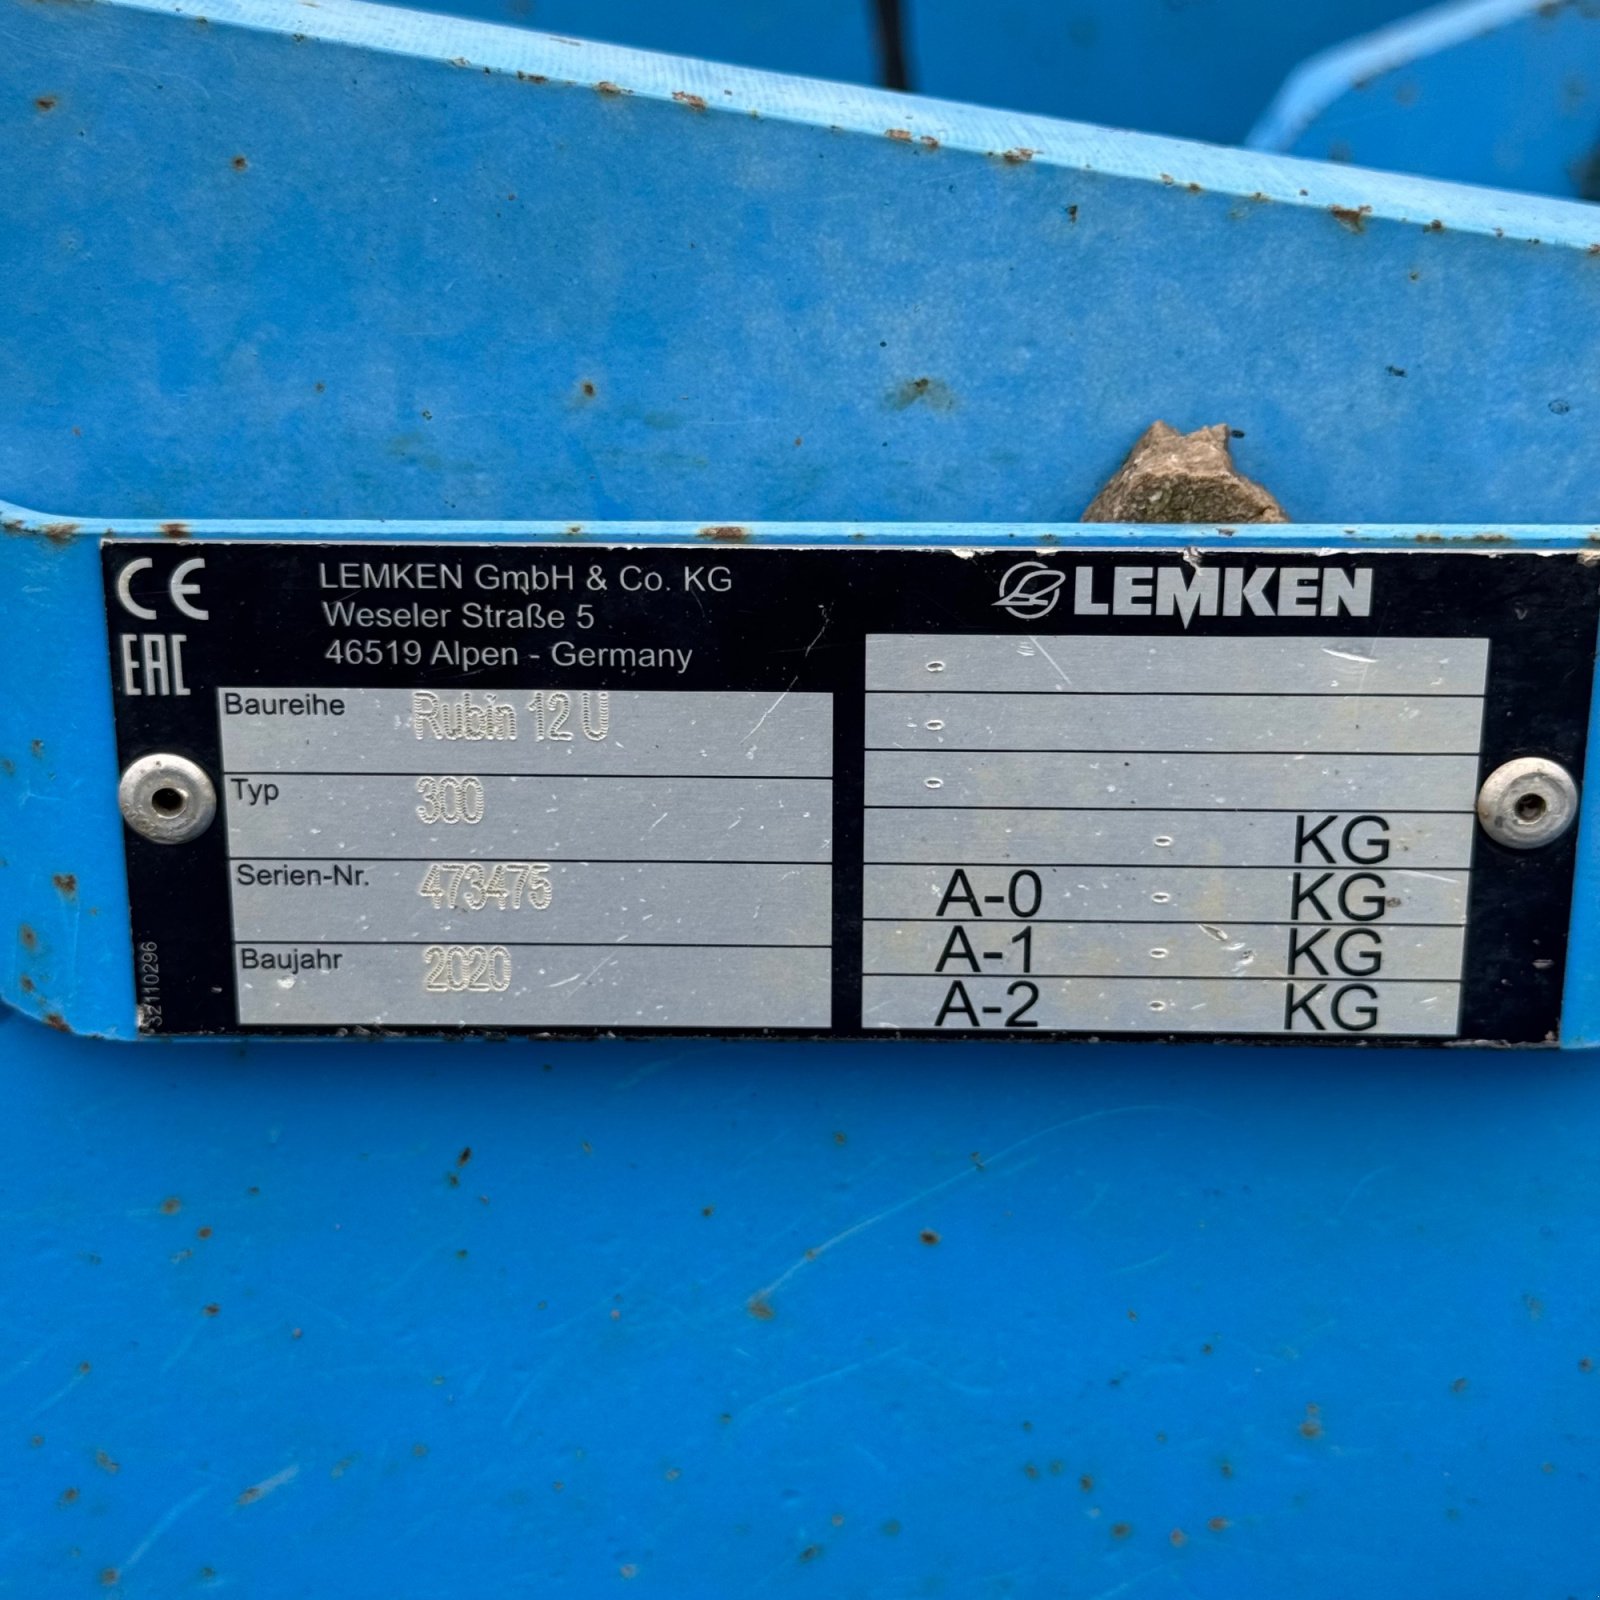 CE
EAC
LEMKEN GmbH & Co. KG
Weseler Straße 5
46519 Alpen - Germany
Baureihe Rubin 12 U
Typ 300
Serien-Nr. 473475
Baujahr 2020
32110296
LEMKEN
-
-
-
- KG
A-0 - KG
A-1 - KG
A-2 - KG